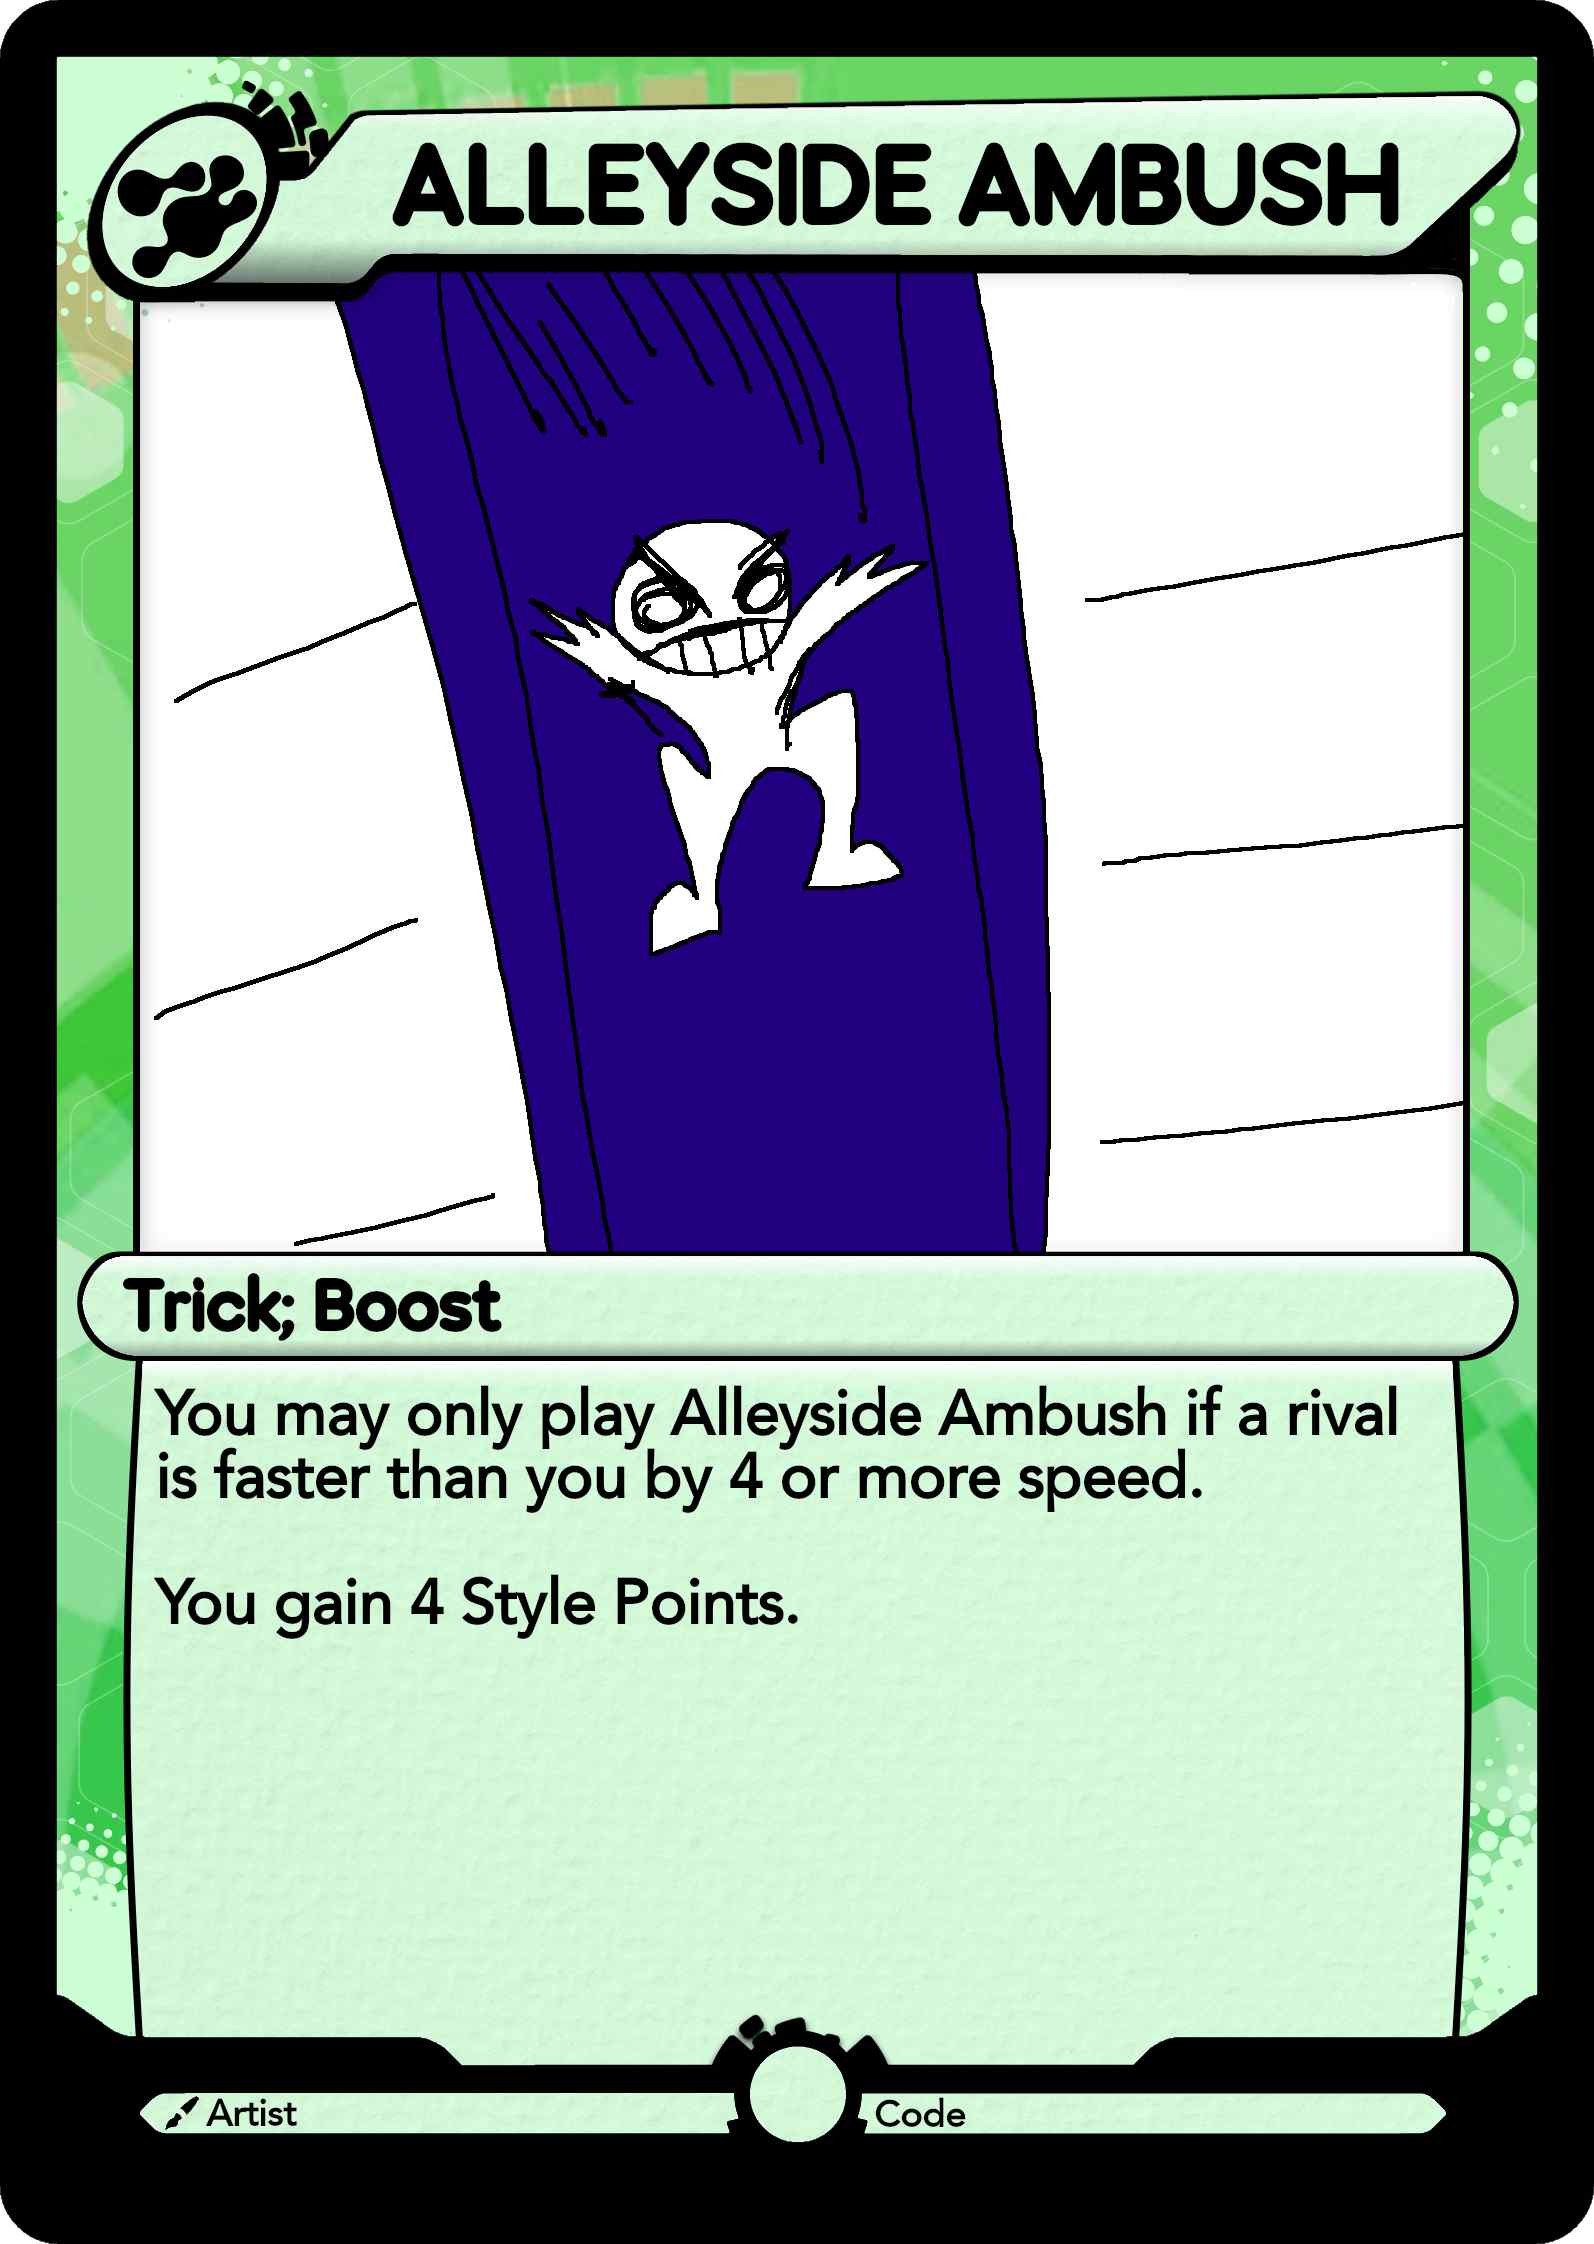 ALLEYSIDE AMBUSH
Trick; Boost
You may only play Alleyside Ambush if a rival
is faster than you by 4 or more speed.
You gain 4 Style Points.
Artist
Code